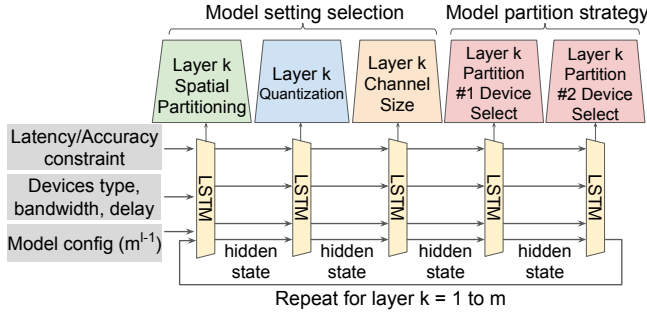 Model setting selection
Model partition strategy
Layer k
Spatial
Partitioning
Layer k
Quantization
Layer k
Channel
Size
Layer k
Partition
#1 Device
Select
Layer k
Partition
#2 Device
Select
Latency/Accuracy
constraint
Devices type,
bandwidth, delay
Model config (m^{l-1})
LSTM
LSTM
LSTM
LSTM
LSTM
hidden
state
hidden
state
hidden
state
hidden
state
Repeat for layer k = 1 to m